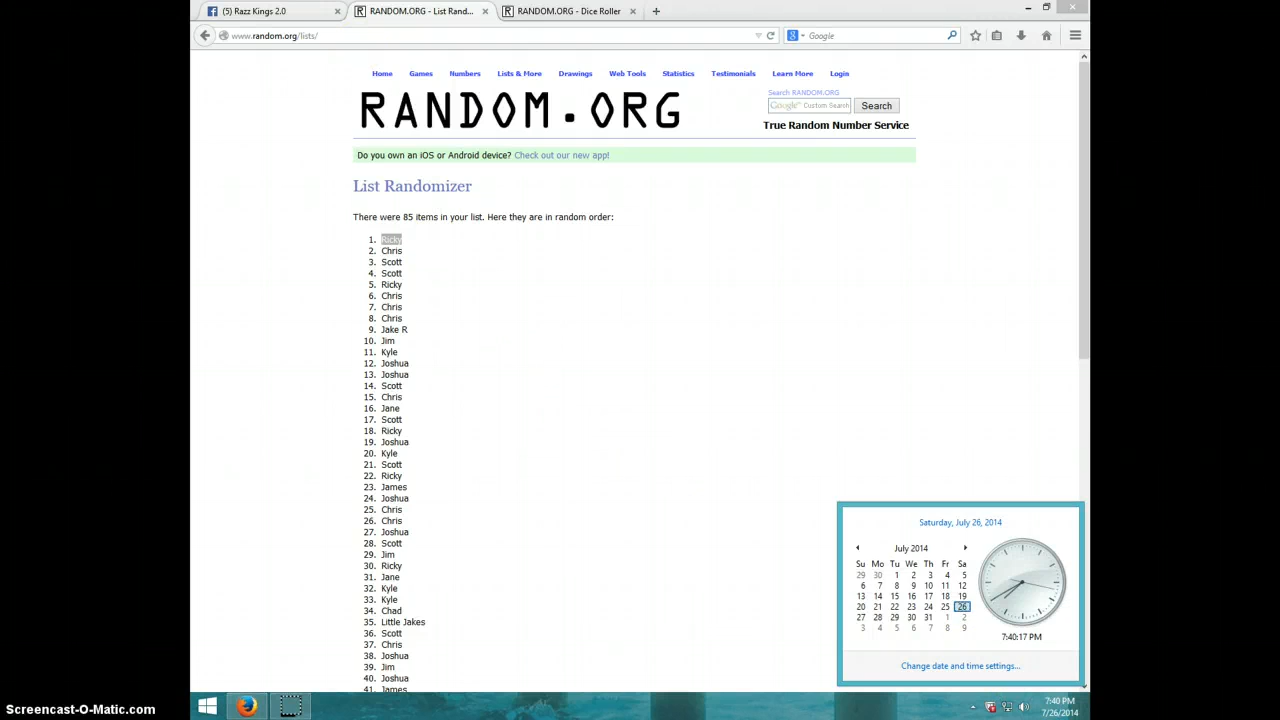 (5) Razz Kings 2.0
RANDOM.ORG - List Rand...
RANDOM.ORG - Dice Roller
www.random.org/lists/
Google
Home Games Numbers Lists & More Drawings Web Tools Statistics Testimonials Learn More Login
RANDOM.ORG
Search RANDOM.ORG
Google™ Custom Search
Search
True Random Number Service
Do you own an iOS or Android device? Check out our new app!
List Randomizer
There were 85 items in your list. Here they are in random order:
1. Ricky
2. Chris
3. Scott
4. Scott
5. Ricky
6. Chris
7. Chris
8. Chris
9. Jake R
10. Jim
11. Kyle
12. Joshua
13. Joshua
14. Scott
15. Chris
16. Jane
17. Scott
18. Ricky
19. Joshua
20. Kyle
21. Scott
22. Ricky
23. James
24. Joshua
25. Chris
26. Chris
27. Joshua
28. Scott
29. Jim
30. Ricky
31. Jane
32. Kyle
33. Kyle
34. Chad
35. Little Jakes
36. Scott
37. Chris
38. Joshua
39. Jim
40. Joshua
41. James
Saturday, July 26, 2014
July 2014
Su Mo Tu We Th Fr Sa
29 30 1 2 3 4 5
6 7 8 9 10 11 12
13 14 15 16 17 18 19
20 21 22 23 24 25 26
27 28 29 30 31 1 2
3 4 5 6 7 8 9
7:40:17 PM
Change date and time settings...
7:40 PM
7/26/2014
Screencast-O-Matic.com